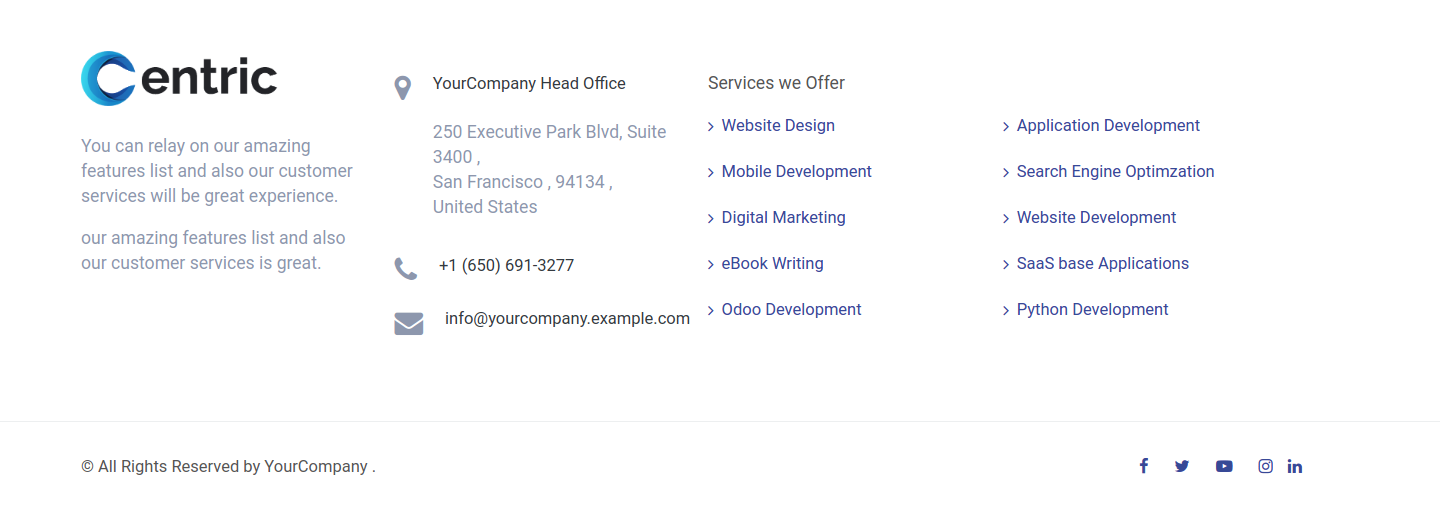 Centric
You can relay on our amazing
features list and also our customer
services will be great experience.
our amazing features list and also
our customer services is great.
YourCompany Head Office
250 Executive Park Blvd, Suite
3400 ,
San Francisco , 94134 ,
United States
+1 (650) 691-3277
info@yourcompany.example.com
Services we Offer
Website Design
Mobile Development
Digital Marketing
eBook Writing
Odoo Development
Application Development
Search Engine Optimzation
Website Development
SaaS base Applications
Python Development
© All Rights Reserved by YourCompany .